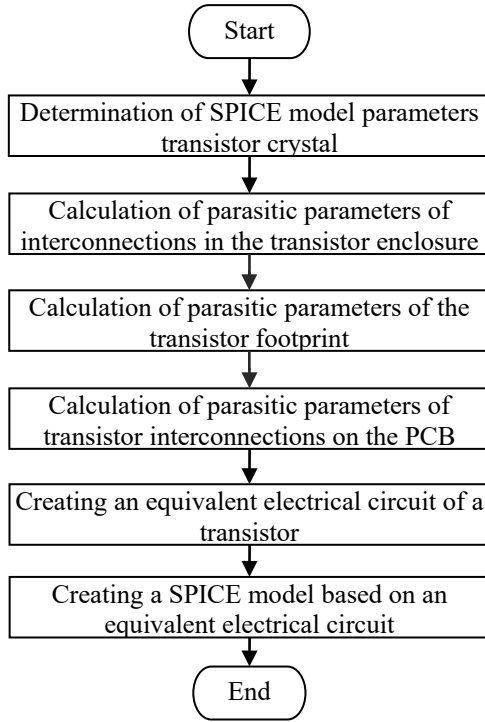 Start
Determination of SPICE model parameters
transistor crystal
Calculation of parasitic parameters of
interconnections in the transistor enclosure
Calculation of parasitic parameters of the
transistor footprint
Calculation of parasitic parameters of
transistor interconnections on the PCB
Creating an equivalent electrical circuit of a
transistor
Creating a SPICE model based on an
equivalent electrical circuit
End